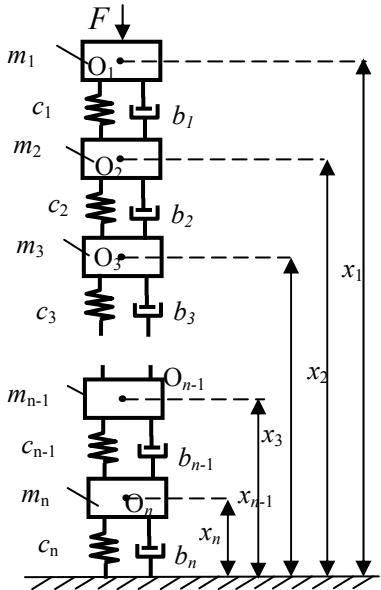 F
m₁ O₁
c₁ b₁
m₂ O₂
c₂ b₂
m₃ O₃
c₃ b₃
x₁
x₂
x₃
Oₙ₋₁
mₙ₋₁
cₙ₋₁ bₙ₋₁
xₙ₋₁
mₙ Oₙ
xₙ
cₙ bₙ